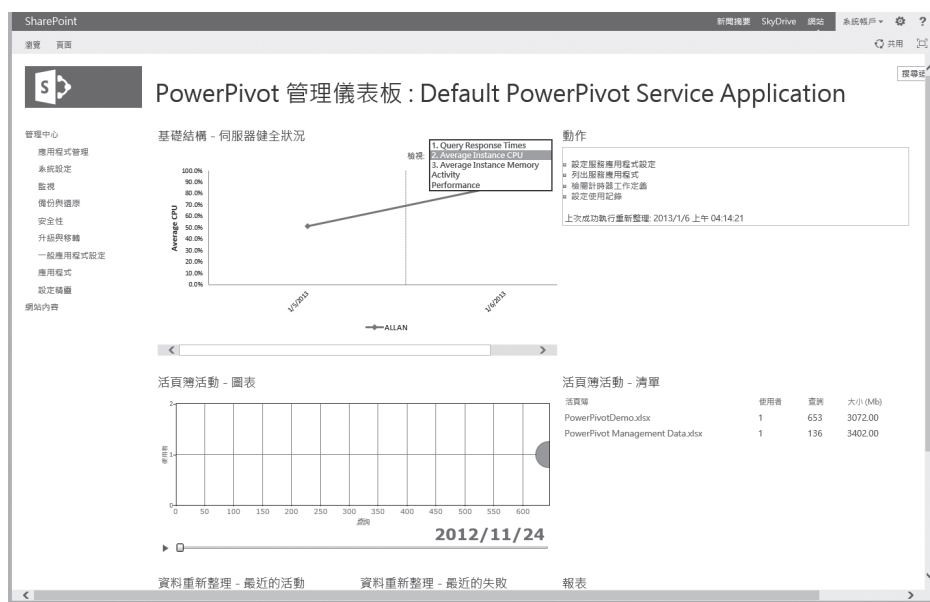 SharePoint
新聞摘要 SkyDrive 網站 系統帳戶 ?
瀏覽 頁面
共用
搜尋
PowerPivot 管理儀表板 : Default PowerPivot Service Application
管理中心
應用程式管理
系統設定
監視
備份與還原
安全性
升級與移轉
一般應用程式設定
應用程式
設定精靈
網站內容
基礎結構 - 伺服器健全狀況
檢視:
1. Query Response Times
2. Average Instance CPU
3. Average Instance Memory
Activity
Performance
Average CPU
100.0%
90.0%
80.0%
70.0%
60.0%
50.0%
40.0%
30.0%
20.0%
10.0%
0.0%
1/5/2013
1/6/2013
ALLAN
動作
設定服務應用程式設定
列出服務應用程式
檢閱計時器工作定義
設定使用記錄
上次成功執行重新整理: 2013/1/6 上午 04:14:21
活頁簿活動 - 圖表
使用者
2
1
0
0 50 100 150 200 250 300 350 400 450 500 550 600
查詢
2012/11/24
活頁簿活動 - 清單
活頁簿 使用者 查詢 大小 (Mb)
PowerPivotDemo.xlsx 1 653 3072.00
PowerPivot Management Data.xlsx 1 136 3402.00
資料重新整理 - 最近的活動
資料重新整理 - 最近的失敗
報表